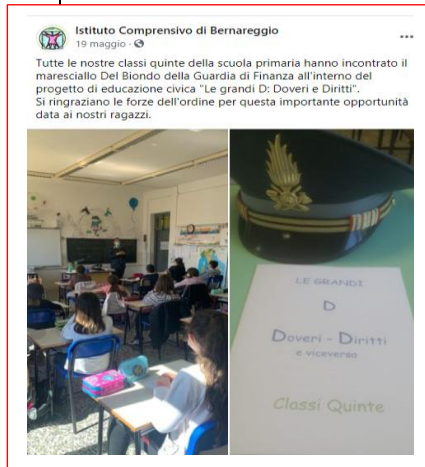 Istituto Comprensivo di Bernareggio
19 maggio ·
Tutte le nostre classi quinte della scuola primaria hanno incontrato il
maresciallo Del Biondo della Guardia di Finanza all'interno del
progetto di educazione civica "Le grandi D: Doveri e Diritti".
Si ringraziano le forze dell'ordine per questa importante opportunità
data ai nostri ragazzi.
LE GRANDI
D
Doveri - Diritti
e viceversa
Classi Quinte